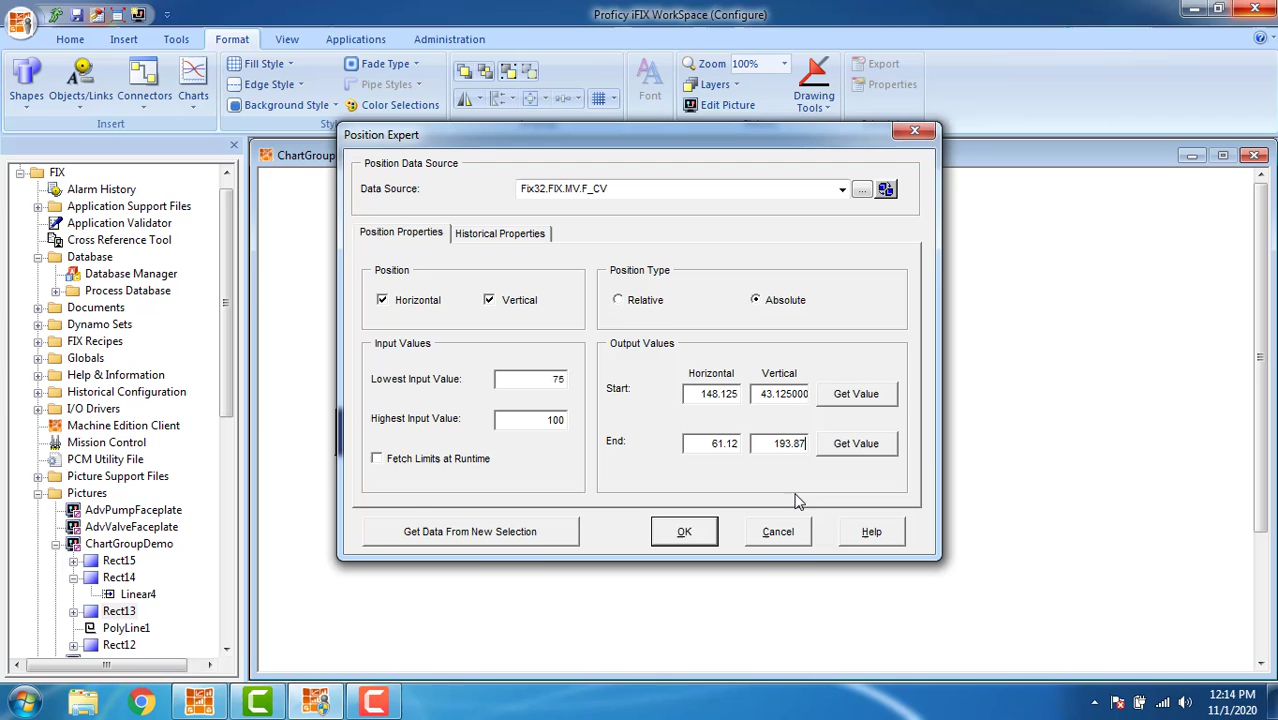 Proficy iFIX WorkSpace (Configure)
Home Insert Tools Format View Applications Administration
Shapes
Objects/Links
Connectors
Charts
Insert
Fill Style
Edge Style
Background Style
Fade Type
Pipe Styles
Color Selections
Font
Zoom 100%
Layers
Edit Picture
Drawing
Tools
Export
Properties
FIX
Alarm History
Application Support Files
Application Validator
Cross Reference Tool
Database
Database Manager
Process Database
Documents
Dynamo Sets
FIX Recipes
Globals
Help & Information
Historical Configuration
I/O Drivers
Machine Edition Client
Mission Control
PCM Utility File
Picture Support Files
Pictures
AdvPumpFaceplate
AdvValveFaceplate
ChartGroupDemo
Rect15
Rect14
Linear4
Rect13
PolyLine1
Rect12
Position Expert
Position Data Source
Data Source: Fix32.FIX.MV.F_CV ...
Position Properties Historical Properties
Position
Horizontal Vertical
Position Type
Relative Absolute
Input Values
Lowest Input Value: 75
Highest Input Value: 100
Fetch Limits at Runtime
Output Values
Horizontal Vertical
Start: 148.125 43.125000 Get Value
End: 61.12 193.87 Get Value
Get Data From New Selection OK Cancel Help
12:14 PM
11/1/2020